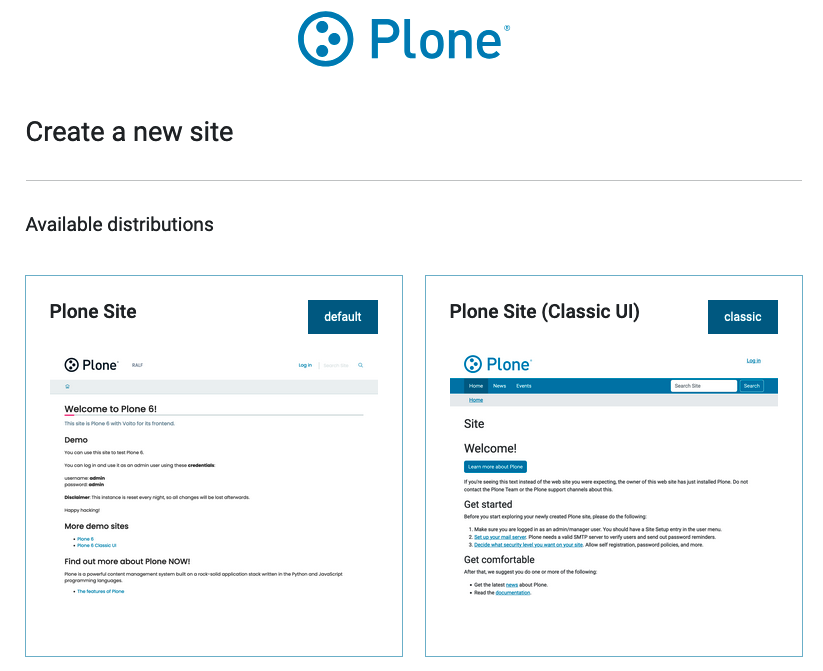 Plone®
Create a new site
Available distributions
Plone Site
default
Plone
RALF
Log in
Search Site
Welcome to Plone 6!
This site is Plone 6 with Volto for its frontend.
Demo
You can use this site to test Plone 6.
You can log in and use it as an admin user using these credentials:
username: admin
password: admin
Disclaimer: This instance is reset every night, so all changes will be lost afterwards.
Happy hacking!
More demo sites
Plone 6
Plone 6 Classic UI
Find out more about Plone NOW!
Plone is a powerful content management system built on a rock-solid application stack written in the Python and JavaScript
programming languages.
The features of Plone
Plone Site (Classic UI)
classic
Plone
Log in
Home News Events
Search Site
Search
Home
Site
Welcome!
Learn more about Plone
If you're seeing this text instead of the web site you were expecting, the owner of this web site has just installed Plone. Do not
contact the Plone Team or the Plone support channels about this.
Get started
Before you start exploring your newly created Plone site, please do the following:
1. Make sure you are logged in as an admin/manager user. You should have a Site Setup entry in the user menu.
2. Set up your mail server. Plone needs a valid SMTP server to verify users and send out password reminders.
3. Decide what security level you want on your site. Allow self registration, password policies, and more.
Get comfortable
After that, we suggest you do one or more of the following:
Get the latest news about Plone.
Read the documentation.